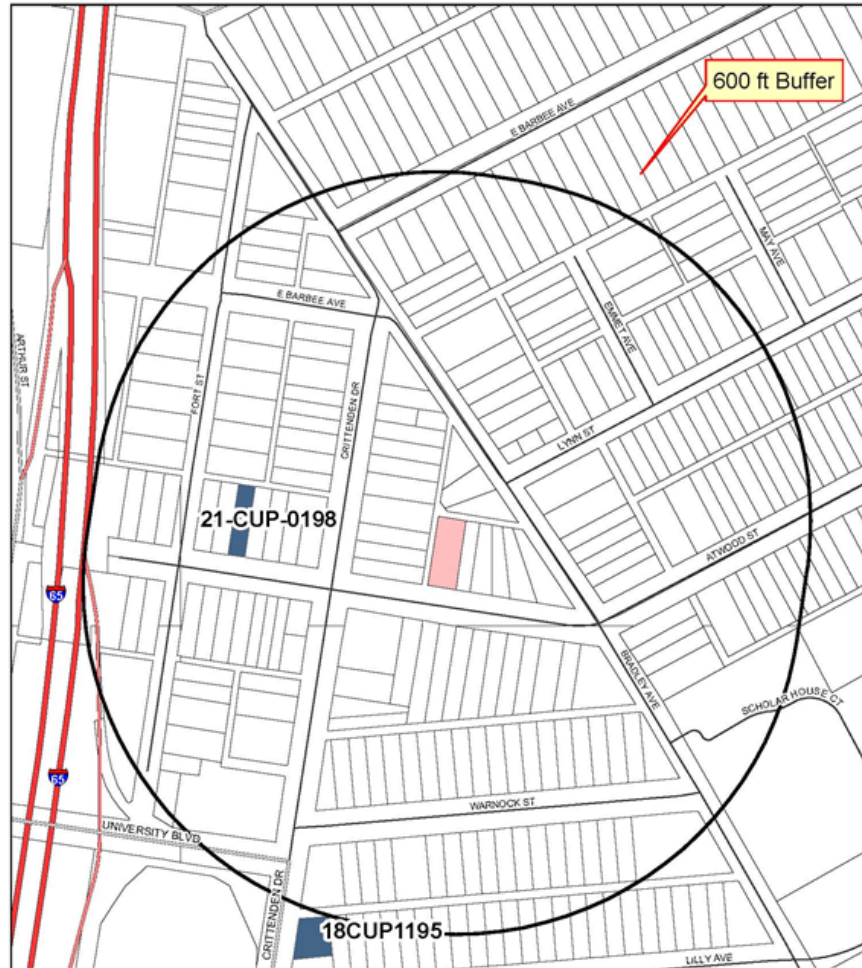 600 ft Buffer
E BARBEE AVE
MAY AVE
E BARBEE AVE
EMMET AVE
ARTHUR ST
FORT ST
CRITTENDEN DR
LYNN ST
21-CUP-0198
ATWOOD ST
65
BRADLEY AVE
SCHOLAR HOUSE CT
65
WARNOCK ST
UNIVERSITY BLVD
CRITTENDEN DR
18CUP1195
LILLY AVE